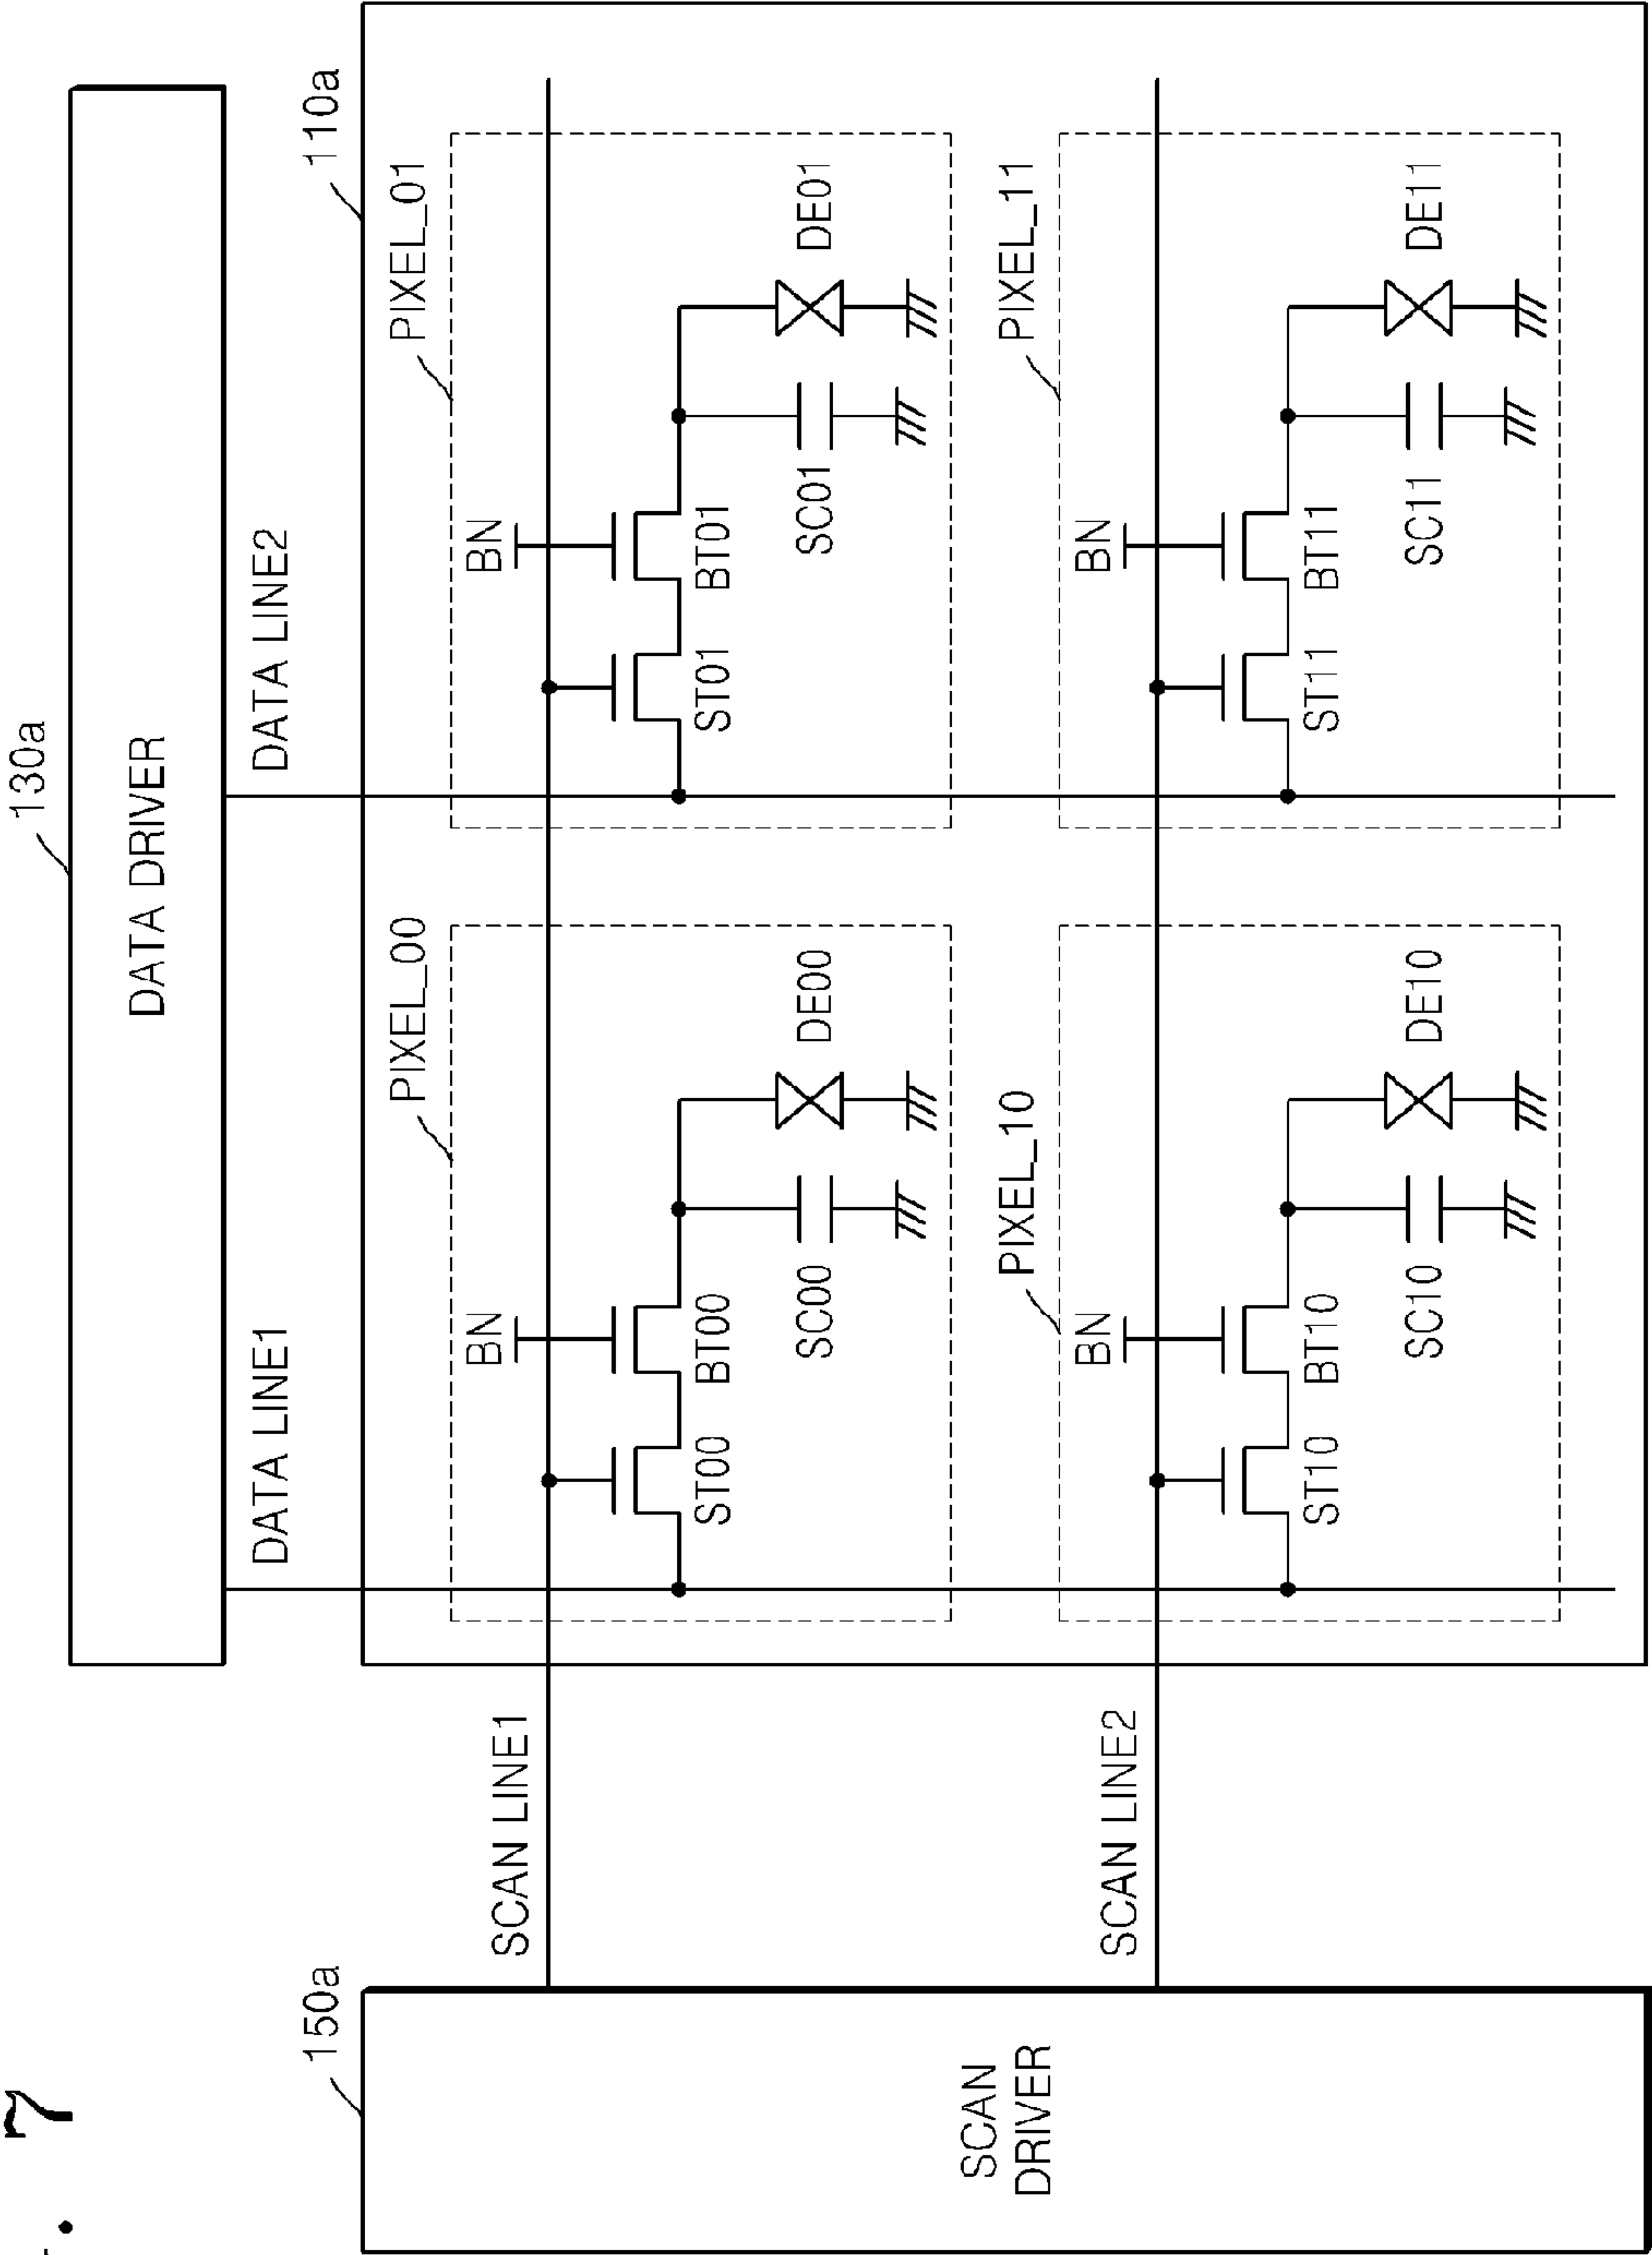 7
130a
DATA DRIVER
150a
DATA LINE1
DATA LINE2
110a
PIXEL_00
PIXEL_01
SCAN LINE1
BN
BN
ST00
BT00
ST01
BT01
SC00
DE00
SC01
DE01
SCAN
DRIVER
PIXEL_10
PIXEL_11
SCAN LINE2
BN
BN
ST10
BT10
ST11
BT11
SC10
DE10
SC11
DE11